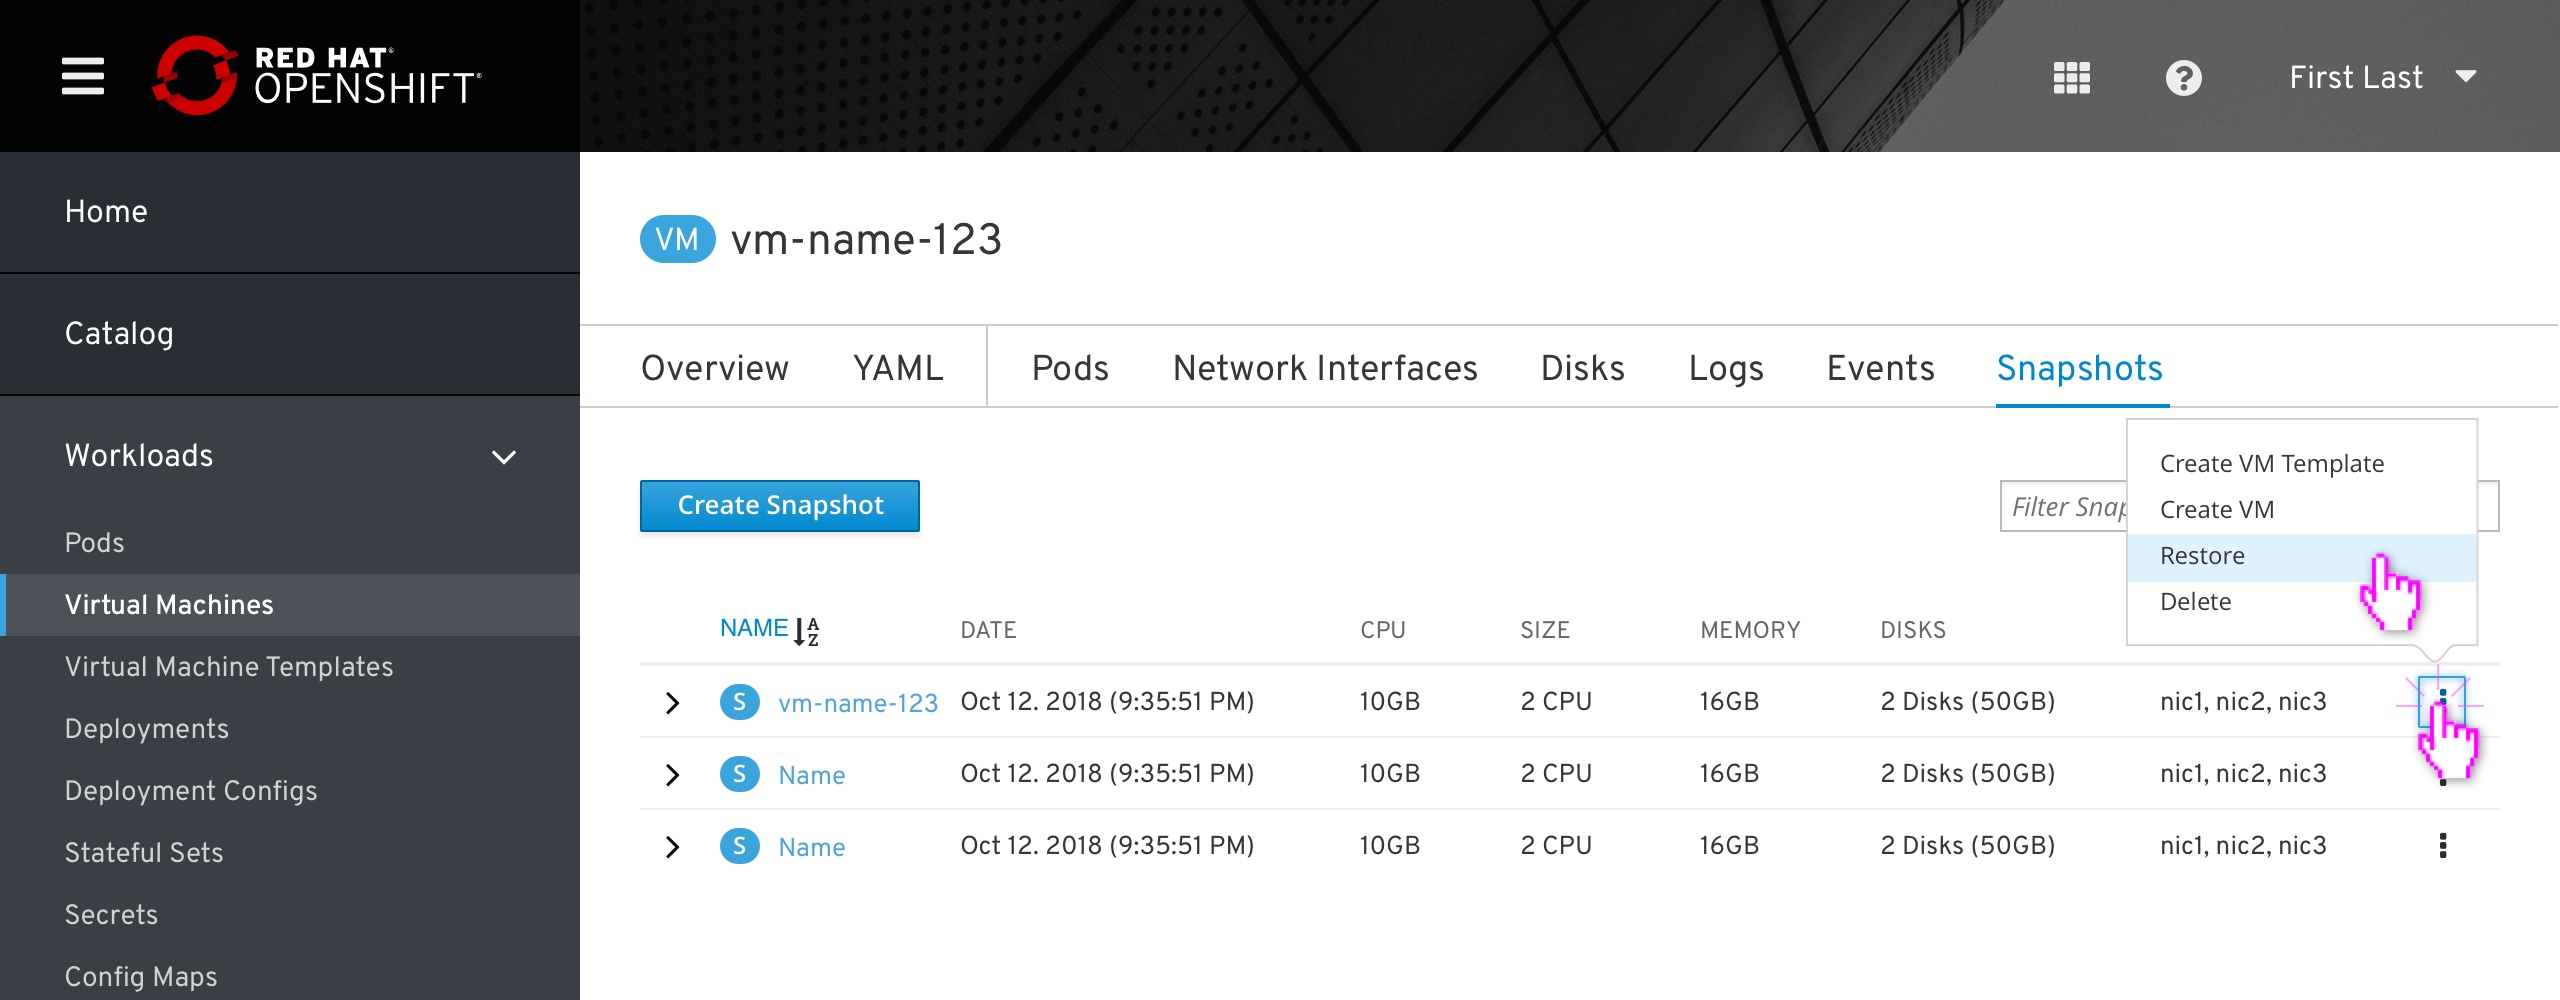 RED HAT®
OPENSHIFT®
First Last
Home
Catalog
Workloads
Pods
Virtual Machines
Virtual Machine Templates
Deployments
Deployment Configs
Stateful Sets
Secrets
Config Maps
VM vm-name-123
Overview YAML Pods Network Interfaces Disks Logs Events Snapshots
Create Snapshot
Filter Snap
Create VM Template
Create VM
Restore
Delete
NAME AZ DATE CPU SIZE MEMORY DISKS
S vm-name-123 Oct 12. 2018 (9:35:51 PM) 10GB 2 CPU 16GB 2 Disks (50GB) nic1, nic2, nic3
S Name Oct 12. 2018 (9:35:51 PM) 10GB 2 CPU 16GB 2 Disks (50GB) nic1, nic2, nic3
S Name Oct 12. 2018 (9:35:51 PM) 10GB 2 CPU 16GB 2 Disks (50GB) nic1, nic2, nic3